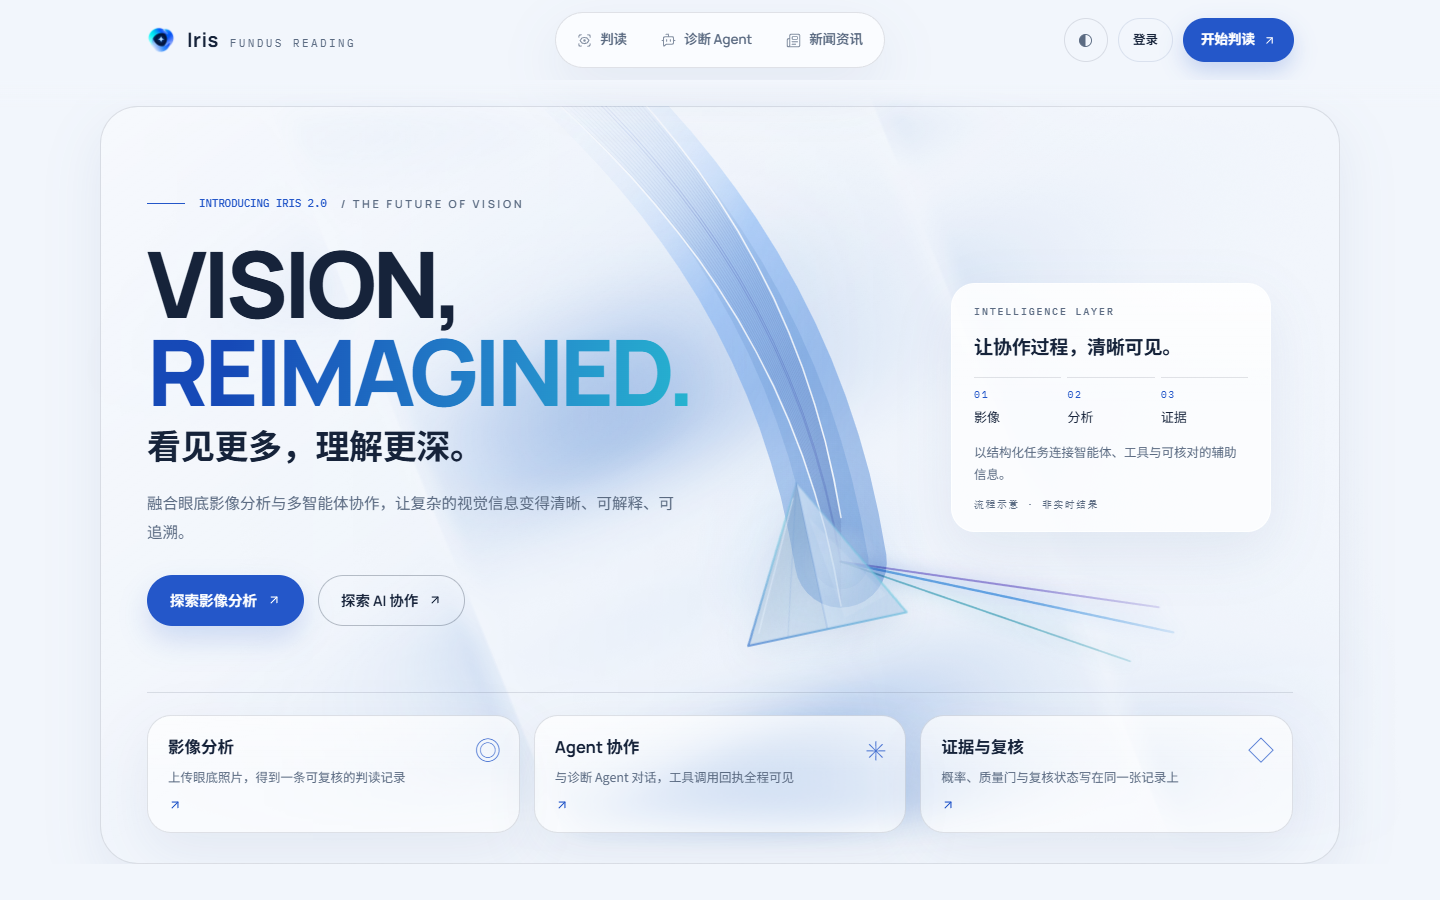 Iris FUNDUS READING
判读
诊断 Agent
新闻资讯
登录
开始判读
INTRODUCING IRIS 2.0 / THE FUTURE OF VISION
VISION,
REIMAGINED.
看见更多，理解更深。
融合眼底影像分析与多智能体协作，让复杂的视觉信息变得清晰、可解释、可
追溯。
探索影像分析
探索 AI 协作
INTELLIGENCE LAYER
让协作过程，清晰可见。
01 02 03
影像 分析 证据
以结构化任务连接智能体、工具与可核对的辅助
信息。
流程示意 · 非实时结果
影像分析
上传眼底照片，得到一条可复核的判读记录
Agent 协作
与诊断 Agent 对话，工具调用回执全程可见
证据与复核
概率、质量门与复核状态写在同一张记录上